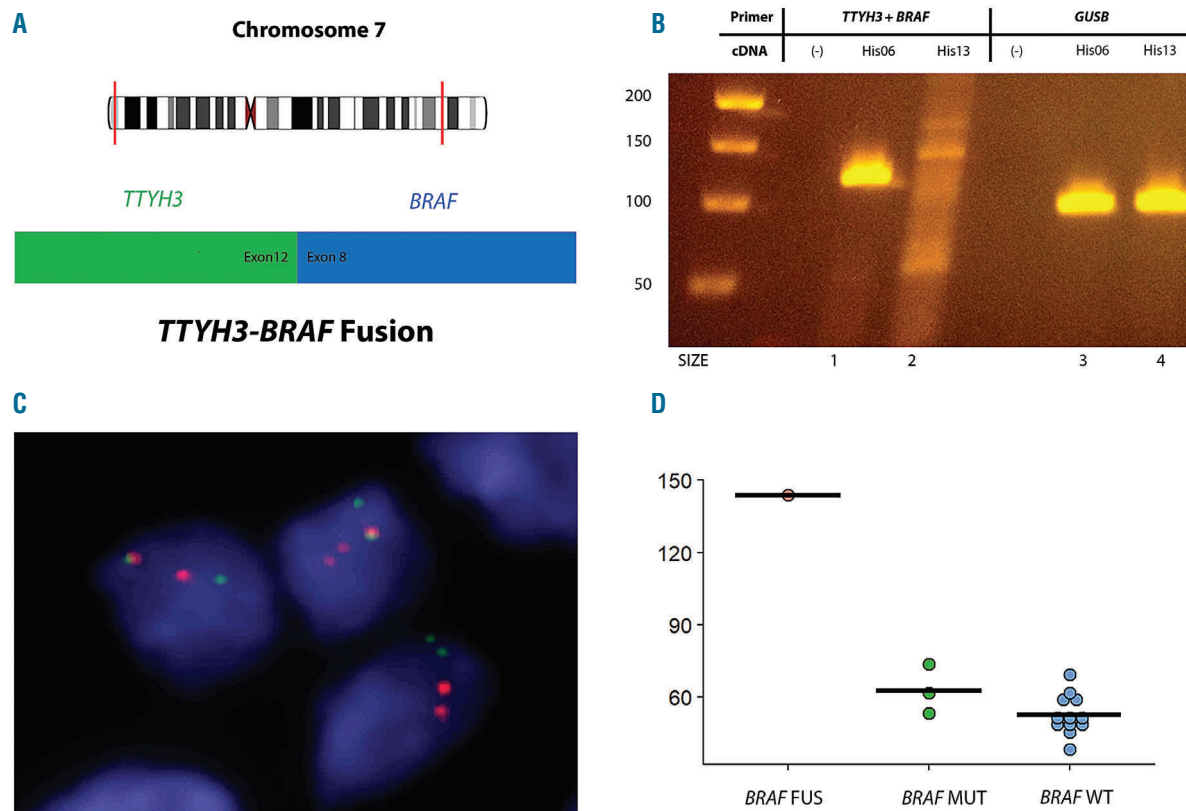 A
Chromosome 7
TTYH3
BRAF
Exon12 Exon 8
TTYH3-BRAF Fusion
B
Primer TTYH3 + BRAF GUSB
cDNA (-) His06 His13 (-) His06 His13
200
150
100
50
SIZE 1 2 3 4
C
D
150
120
90
60
BRAF FUS BRAF MUT BRAF WT